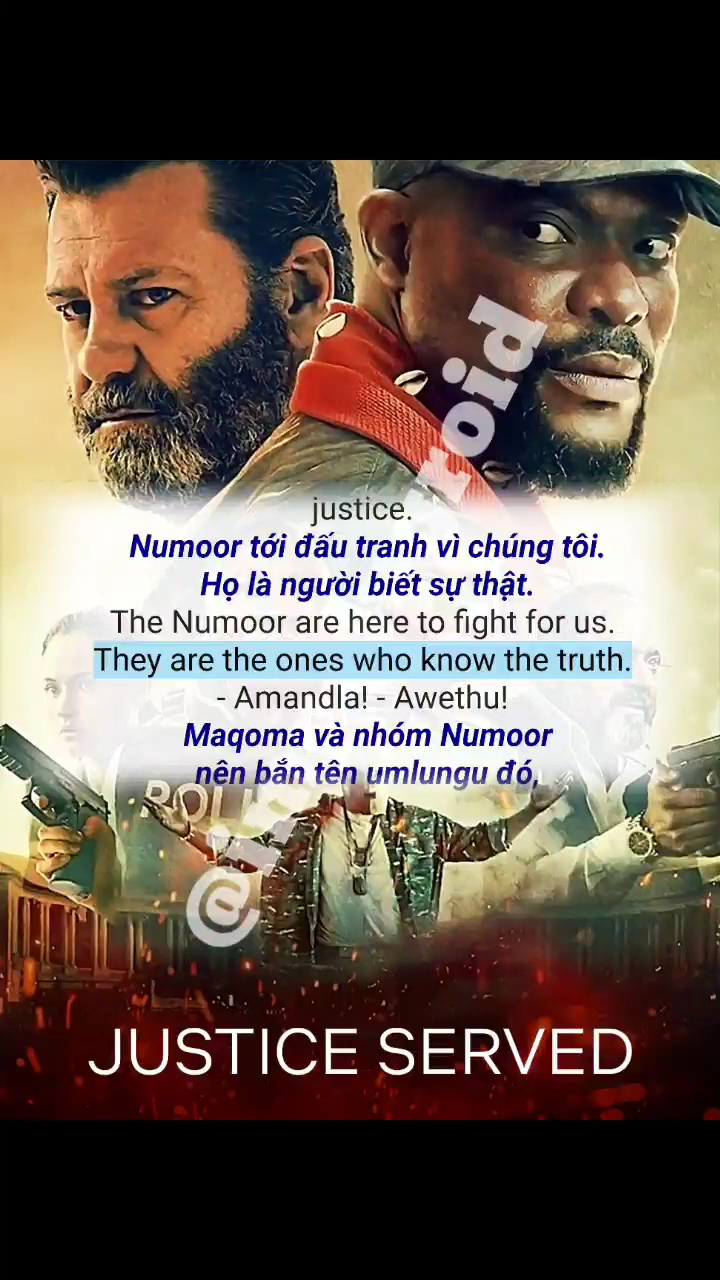 justice.
Numoor tới đấu tranh vì chúng tôi.
Họ là người biết sự thật.
The Numoor are here to fight for us.
They are the ones who know the truth.
- Amandla! - Awethu!
Maqoma và nhóm Numoor
nên bắn tên umlungu đó,
JUSTICE SERVED